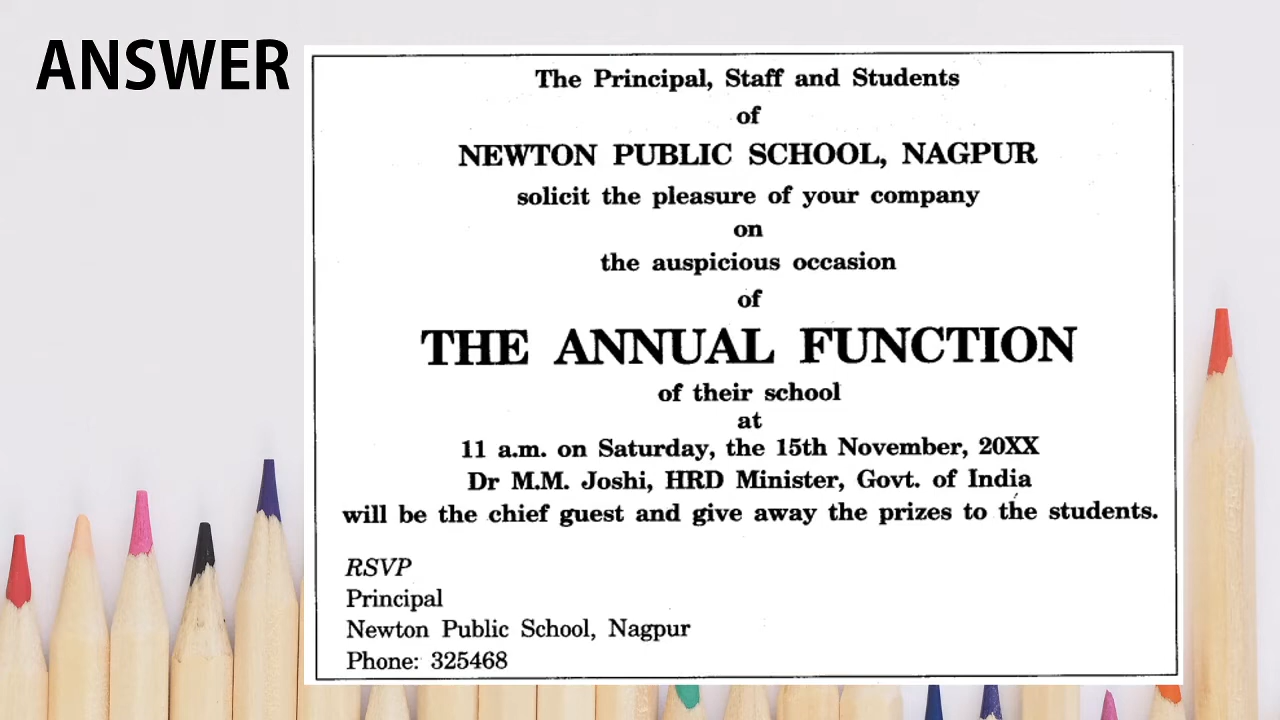 ANSWER
The Principal, Staff and Students
of
NEWTON PUBLIC SCHOOL, NAGPUR
solicit the pleasure of your company
on
the auspicious occasion
of
THE ANNUAL FUNCTION
of their school
at
11 a.m. on Saturday, the 15th November, 20XX
Dr M.M. Joshi, HRD Minister, Govt. of India
will be the chief guest and give away the prizes to the students.
RSVP
Principal
Newton Public School, Nagpur
Phone: 325468